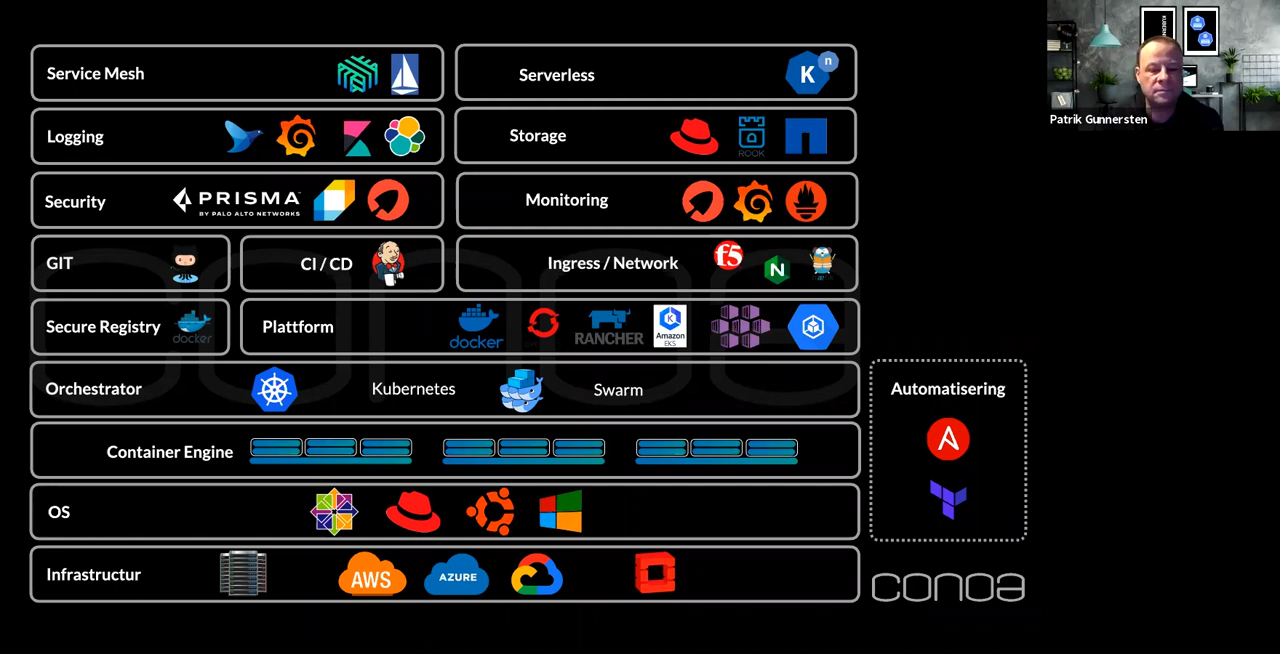 Service Mesh
Serverless
n
K
Logging
Storage
ROOK
Security
PRISMA
BY PALO ALTO NETWORKS
Monitoring
GIT
CI / CD
Ingress / Network
f5
N
Secure Registry
docker
Plattform
docker
RANCHER
K
Amazon
EKS
Orchestrator
Kubernetes
Swarm
Container Engine
OS
Infrastructur
AWS
AZURE
Automatisering
A
conoa
conoa
Patrik Gunnersten